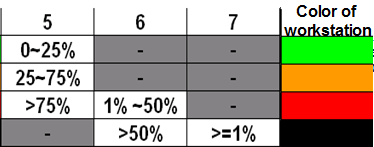 5 6 7 Color of workstation
0~25% - -
25~75% - -
>75% 1% ~50% -
- >50% >=1%